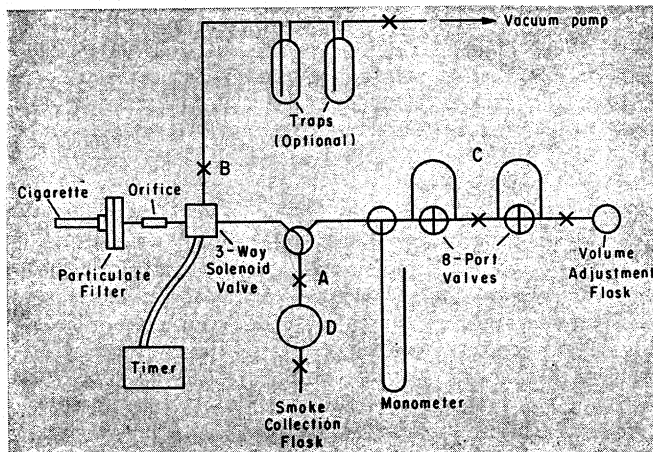 Vacuum pump
Traps
(Optional)
B
C
Cigarette
Orifice
3-Way
Solenoid
Valve
Particulate
Filter
A
8-Port
Valves
Volume
Adjustment
Flask
D
Timer
Smoke
Collection
Flask
Monometer